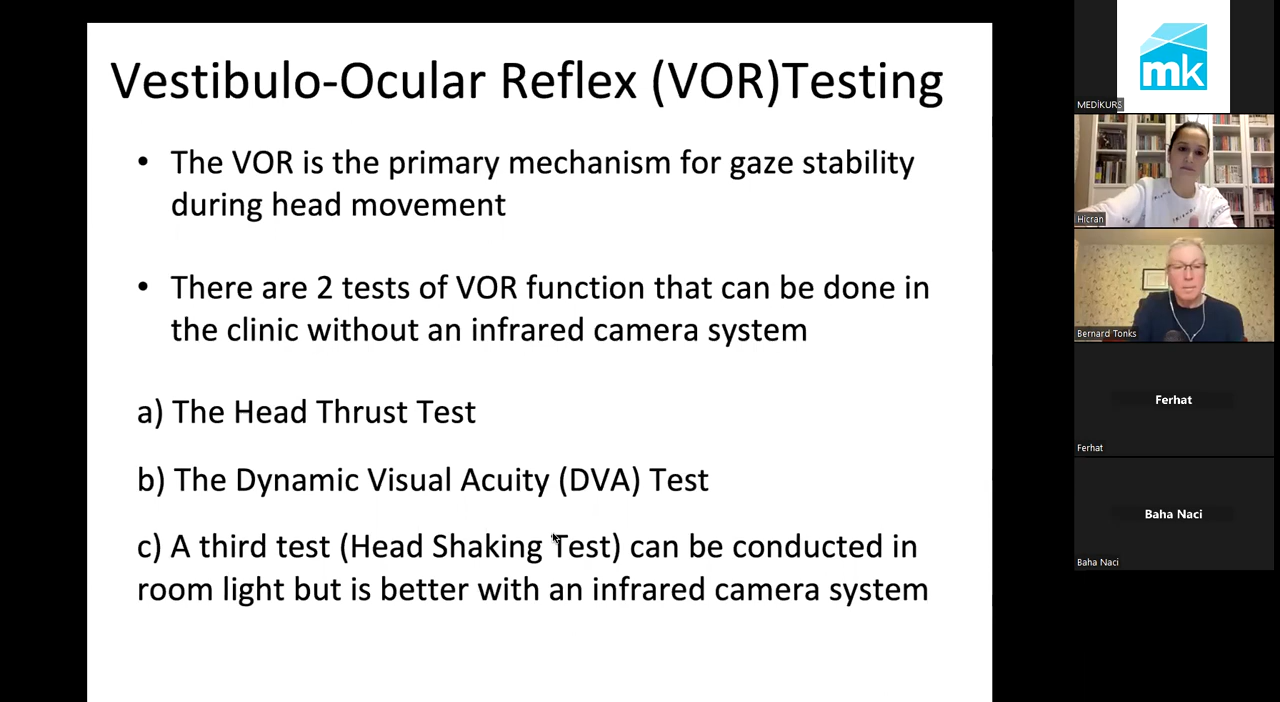 Vestibulo-Ocular Reflex (VOR)Testing
• The VOR is the primary mechanism for gaze stability
during head movement
• There are 2 tests of VOR function that can be done in
the clinic without an infrared camera system
a) The Head Thrust Test
b) The Dynamic Visual Acuity (DVA) Test
c) A third test (Head Shaking Test) can be conducted in
room light but is better with an infrared camera system
mk
MEDİKURS
Hicran
Bernard Tonks
Ferhat
Ferhat
Baha Naci
Baha Naci